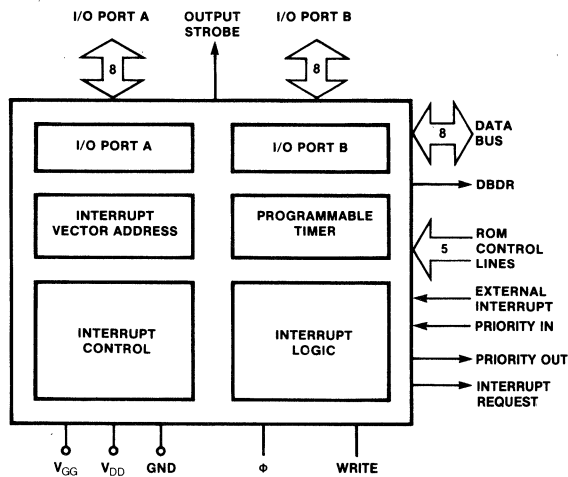 I/O PORT A
OUTPUT
STROBE
I/O PORT B
8
8
I/O PORT A
I/O PORT B
8
DATA
BUS
DBDR
INTERRUPT
VECTOR ADDRESS
PROGRAMMABLE
TIMER
5
ROM
CONTROL
LINES
INTERRUPT
CONTROL
INTERRUPT
LOGIC
EXTERNAL
INTERRUPT
PRIORITY IN
PRIORITY OUT
INTERRUPT
REQUEST
VGG
VDD
GND
Φ
WRITE